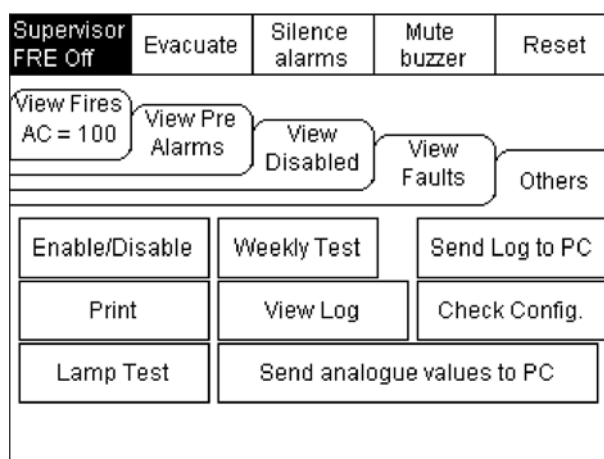 Supervisor
FRE Off
Evacuate
Silence
alarms
Mute
buzzer
Reset
View Fires
AC = 100
View Pre
Alarms
View
Disabled
View
Faults
Others
Enable/Disable
Weekly Test
Send Log to PC
Print
View Log
Check Config.
Lamp Test
Send analogue values to PC